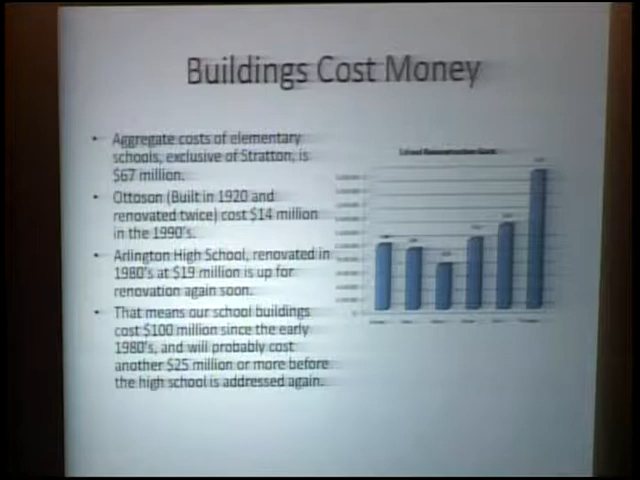 Buildings Cost Money
• Aggregate costs of elementary
schools, exclusive of Stratton, is
$67 million.
• Ottoson (Built in 1920 and
renovated twice) cost $14 million
in the 1990's.
• Arlington High School, renovated in
1980's at $19 million is up for
renovation again soon.
• That means our school buildings
cost $100 million since the early
1980's, and will probably cost
another $25 million or more before
the high school is addressed again.